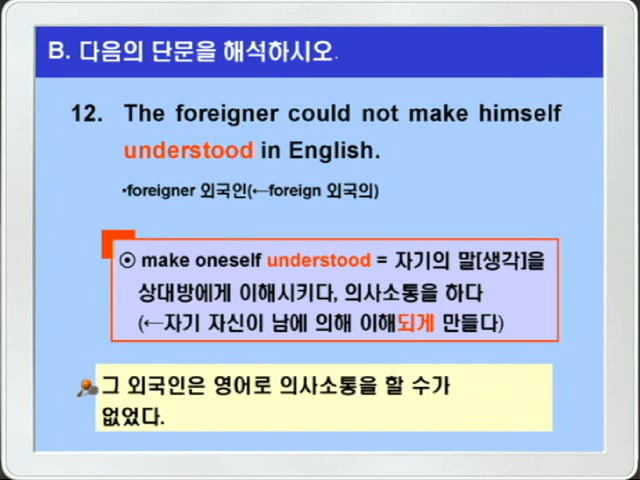 B. 다음의 단문을 해석하시오.
12. The foreigner could not make himself
understood in English.
•foreigner 외국인(←foreign 외국의)
⊙ make oneself understood = 자기의 말[생각]을
상대방에게 이해시키다, 의사소통을 하다
(←자기 자신이 남에 의해 이해되게 만들다)
그 외국인은 영어로 의사소통을 할 수가
없었다.